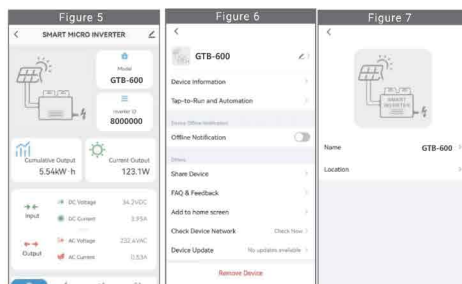 Figure 5
SMART MICRO INVERTER
Model
GTB-600
Inverter ID
8000000
SMART
INVERTER
Cumulative Output
5.54kW·h
Current Output
123.1W
Input
DC Voltage
34.2VDC
DC Current
3.95A
Output
AC Voltage
232.4VAC
AC Current
0.53A
Figure 6
GTB-600
Device Information
Tap-to-Run and Automation
Device Offline Notification
Offline Notification
Others
Share Device
FAQ & Feedback
Add to home screen
Check Device Network
Check Now
Device Update
No updates available
Remove Device
Figure 7
SMART
INVERTER
Name
GTB-600
Location